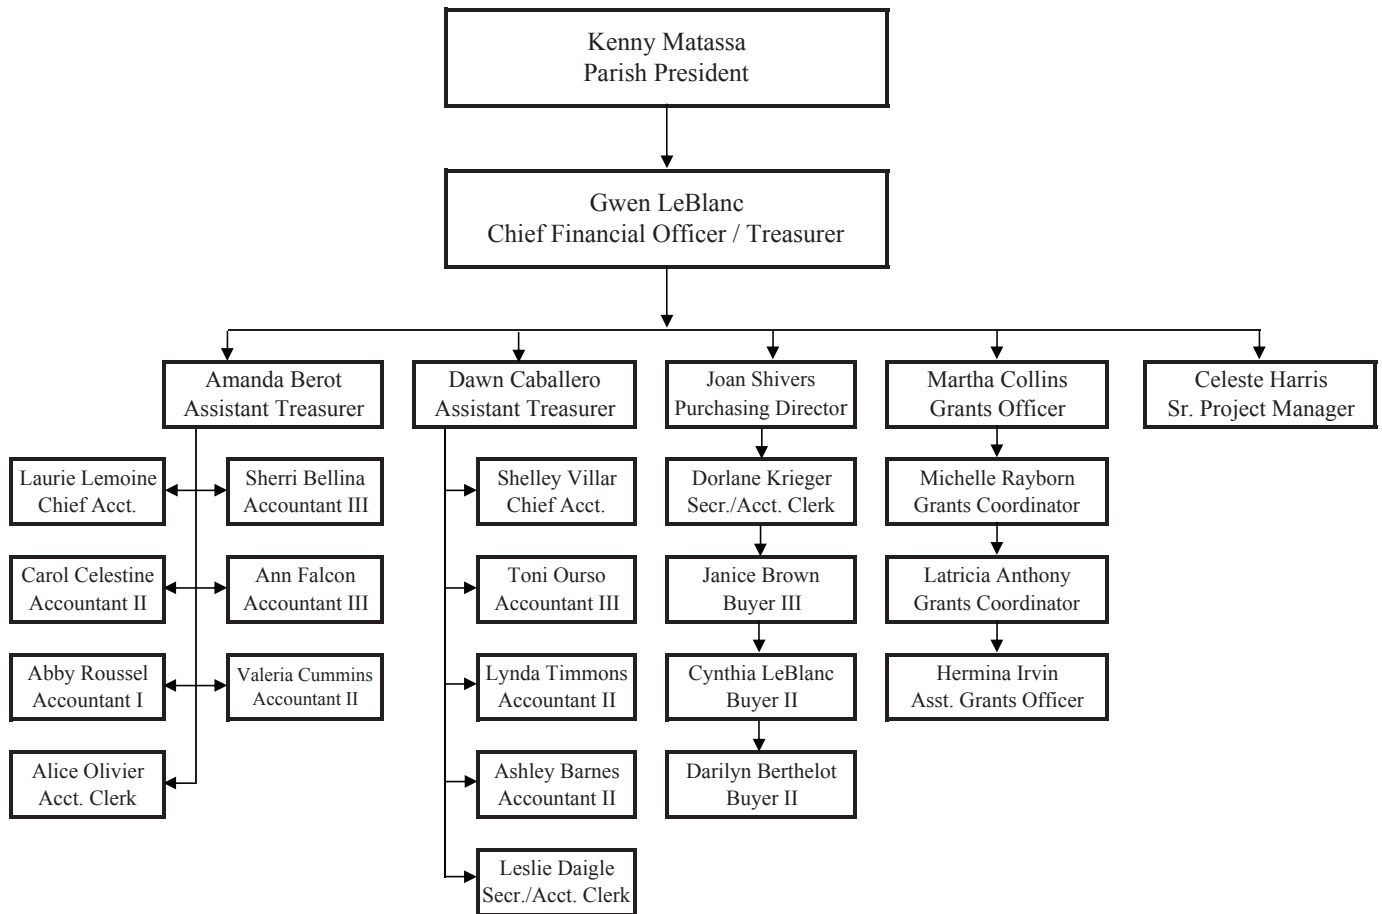 Kenny Matassa
Parish President
Gwen LeBlanc
Chief Financial Officer / Treasurer
Amanda Berot
Assistant Treasurer
Dawn Caballero
Assistant Treasurer
Joan Shivers
Purchasing Director
Martha Collins
Grants Officer
Celeste Harris
Sr. Project Manager
Laurie Lemoine
Chief Acct.
Sherri Bellina
Accountant III
Shelley Villar
Chief Acct.
Dorlane Krieger
Secr./Acct. Clerk
Michelle Rayborn
Grants Coordinator
Carol Celestine
Accountant II
Ann Falcon
Accountant III
Toni Ourso
Accountant III
Janice Brown
Buyer III
Latricia Anthony
Grants Coordinator
Abby Roussel
Accountant I
Valeria Cummins
Accountant II
Lynda Timmons
Accountant II
Cynthia LeBlanc
Buyer II
Hermina Irvin
Asst. Grants Officer
Alice Olivier
Acct. Clerk
Ashley Barnes
Accountant II
Darilyn Berthelot
Buyer II
Leslie Daigle
Secr./Acct. Clerk